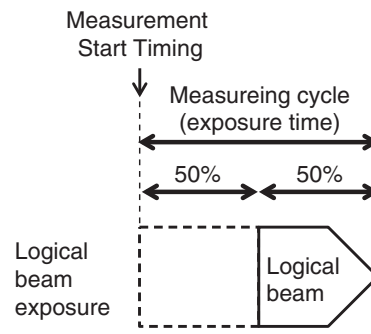 Measurement
Start Timing
Measureing cycle
(exposure time)
50%
50%
Logical
beam
exposure
Logical
beam